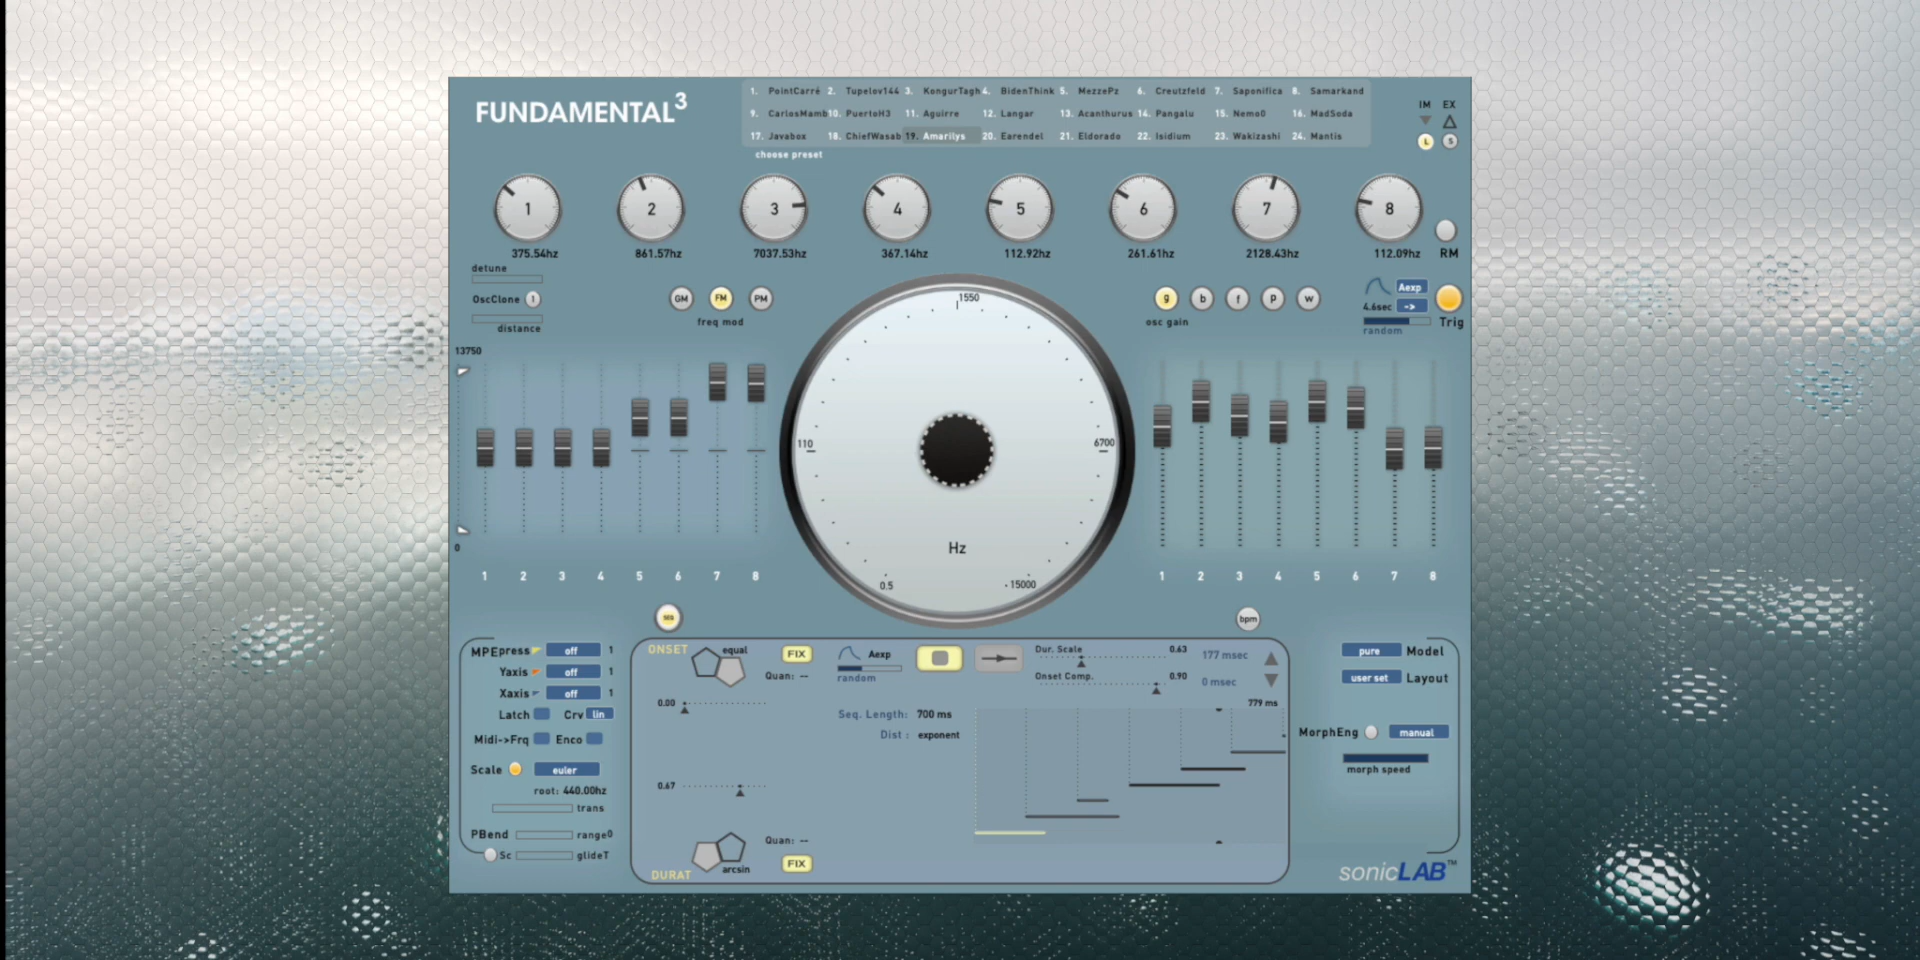 FUNDAMENTAL3
1. PointCarré 2. Tupelov144 3. KongurTagh 4. BidenThink 5. MezzePz 6. Creutzfeld 7. Saponifica 8. Samarkand
9. CarlosMamb 10. PuertoH3 11. Aguirre 12. Langar 13. Acanthurus 14. Pangalu 15. Nemo0 16. MadSoda
17. Javabox 18. ChiefWasab 19. Amarilys 20. Earendel 21. Eldorado 22. Isidium 23. Wakizashi 24. Mantis
choose preset
IM EX
L S
1 2 3 4 5 6 7 8
375.54hz 861.57hz 7037.53hz 367.14hz 112.92hz 261.61hz 2128.43hz 112.09hz RM
detune
OscClone 1
distance
GM FM PM
freq mod
g b f p w
osc gain
Aexp
4.6sec ->
random
Trig
13750
0
1 2 3 4 5 6 7 8
1550
110
6700
Hz
0.5
15000
1 2 3 4 5 6 7 8
bpm
MPEpress off 1
Yaxis off 1
Xaxis off 1
Latch Crv lin
Midi->Frq Enco
Scale euler
root: 440.00hz
trans
PBend range0
Sc glideT
ONSET equal FIX
Quan: --
0.00
0.67
Quan: --
DURAT arcsin FIX
Aexp
random
Dur. Scale 0.63 177 msec
Onset Comp. 0.90 0 msec
779 ms
Seq. Length: 700 ms
Dist : exponent
pure Model
user set Layout
MorphEng manual
morph speed
sonicLAB™